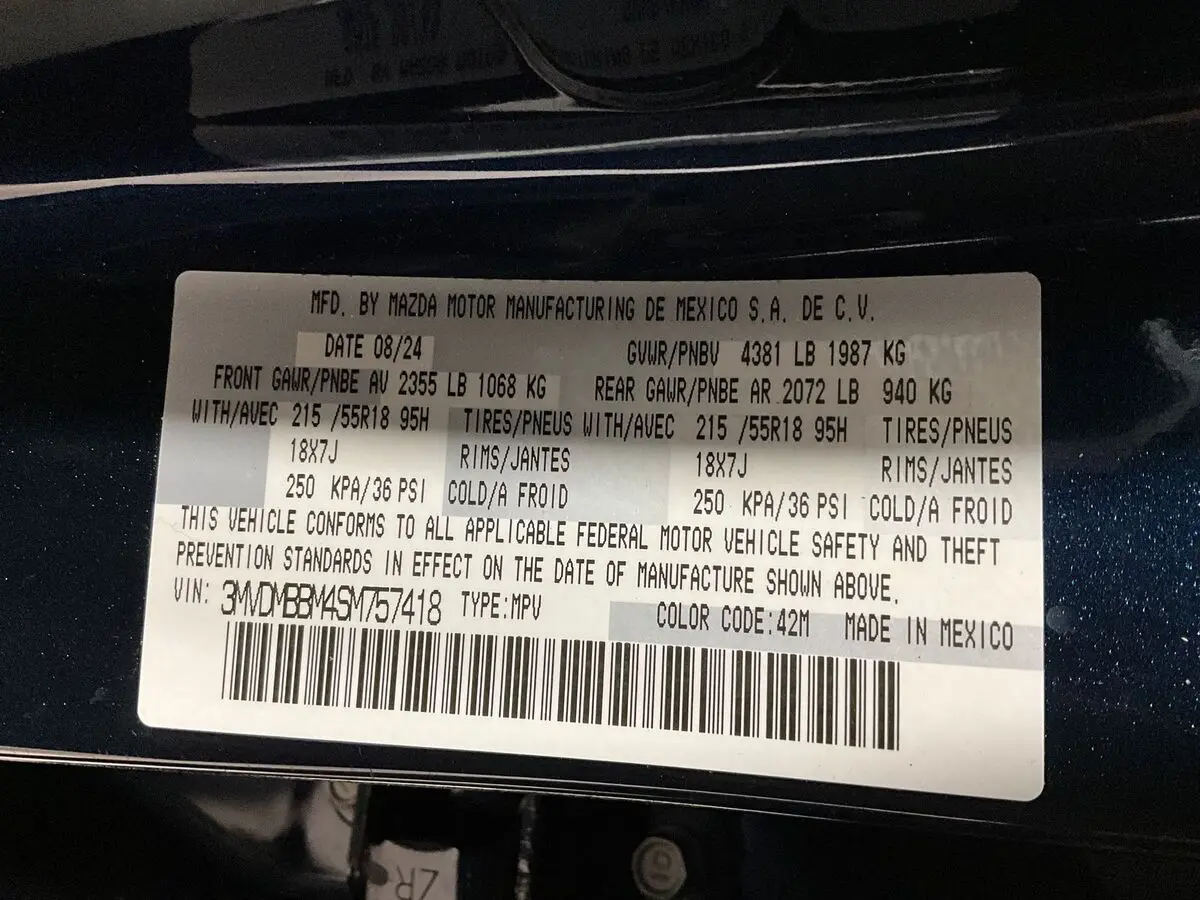 MFD. BY MAZDA MOTOR MANUFACTURING DE MEXICO S.A. DE C.V.
DATE 08/24 GVWR/PNBV 4381 LB 1987 KG
FRONT GAWR/PNBE AV 2355 LB 1068 KG REAR GAWR/PNBE AR 2072 LB 940 KG
WITH/AVEC 215 /55R18 95H TIRES/PNEUS WITH/AVEC 215 /55R18 95H TIRES/PNEUS
18X7J RIMS/JANTES 18X7J RIMS/JANTES
250 KPA/36 PSI COLD/A FROID 250 KPA/36 PSI COLD/A FROID
THIS VEHICLE CONFORMS TO ALL APPLICABLE FEDERAL MOTOR VEHICLE SAFETY AND THEFT
PREVENTION STANDARDS IN EFFECT ON THE DATE OF MANUFACTURE SHOWN ABOVE.
VIN: 3MVDMBBM4SM757418 TYPE:MPV COLOR CODE:42M MADE IN MEXICO